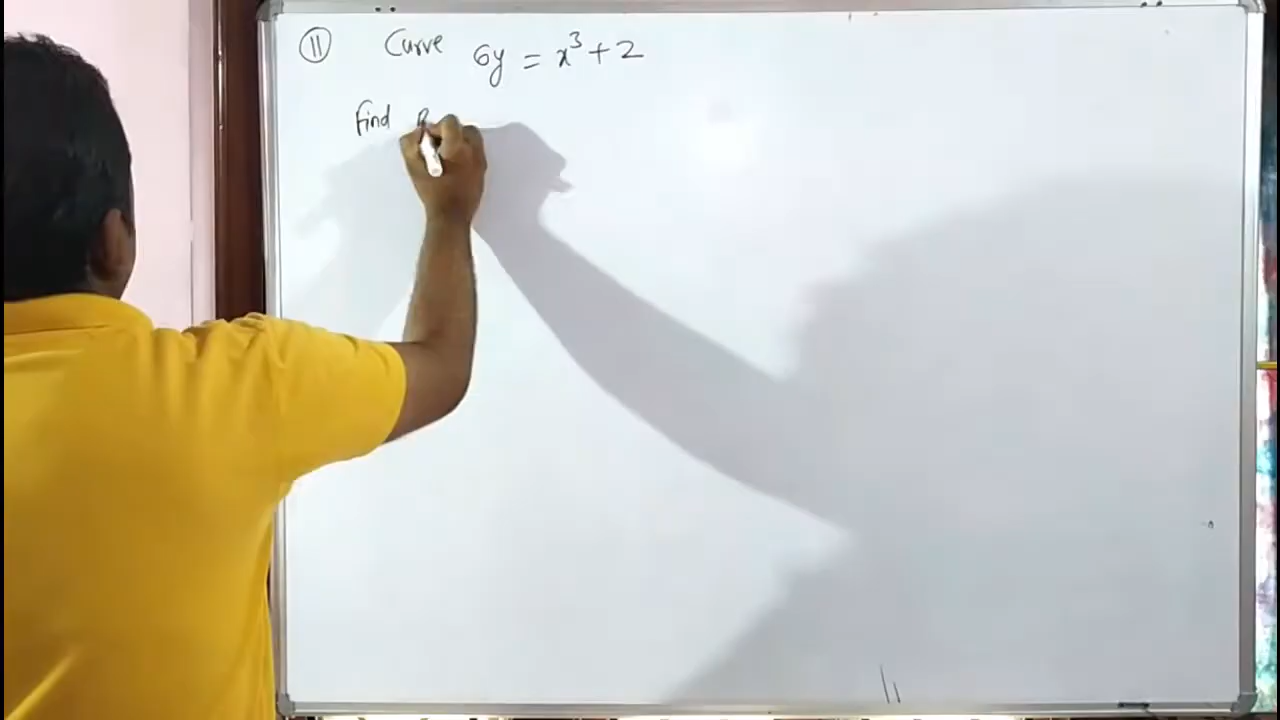 ⑪ Curve 6y = x³ + 2
Find